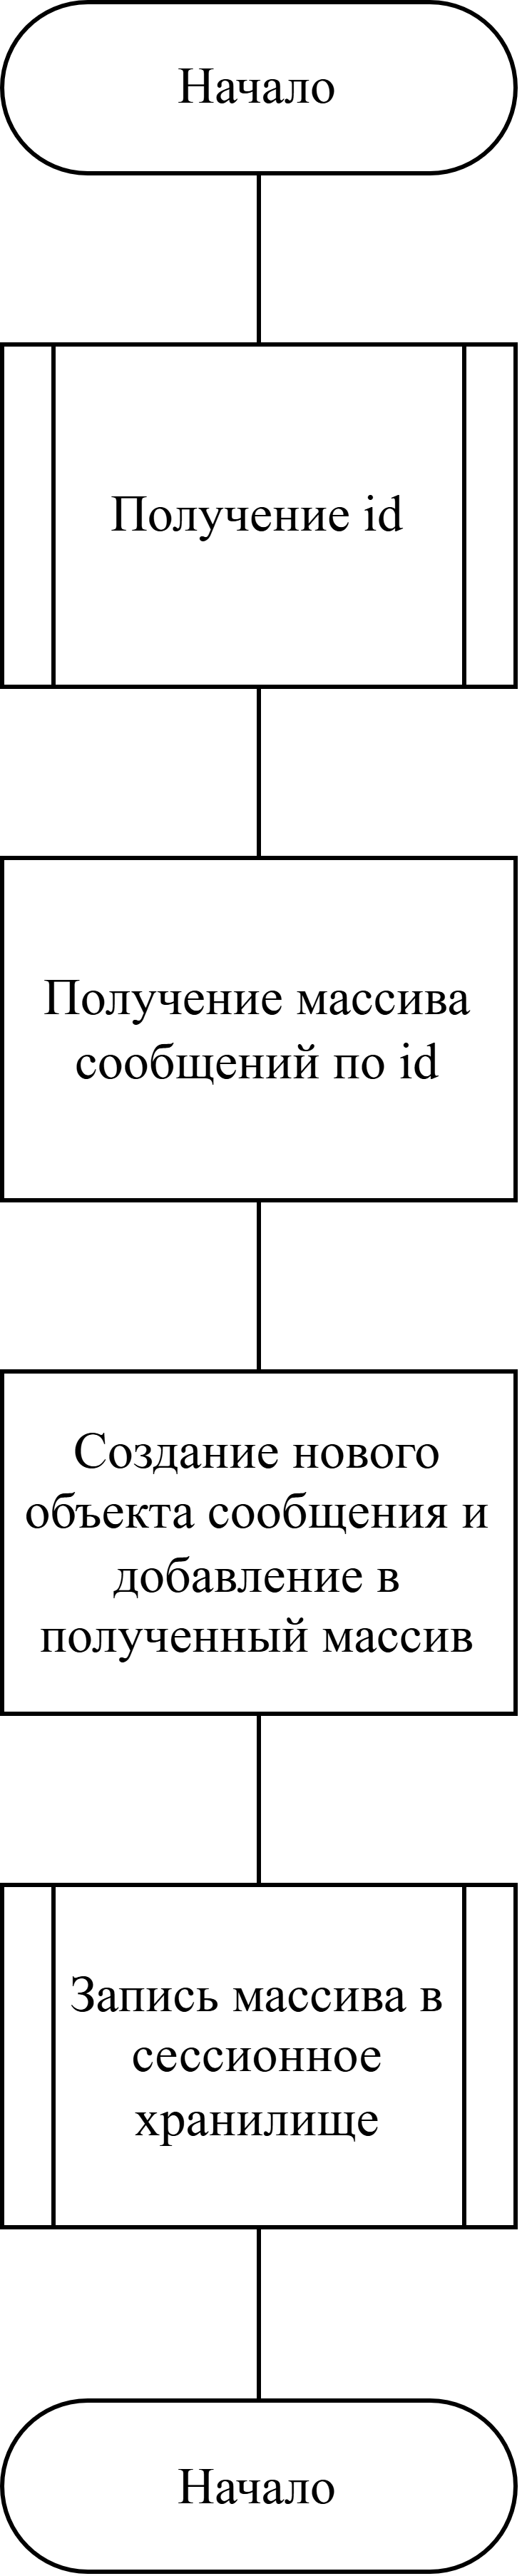 Начало
Получение id
Получение массива
сообщений по id
Создание нового
объекта сообщения и
добавление в
полученный массив
Запись массива в
сессионное
хранилище
Начало